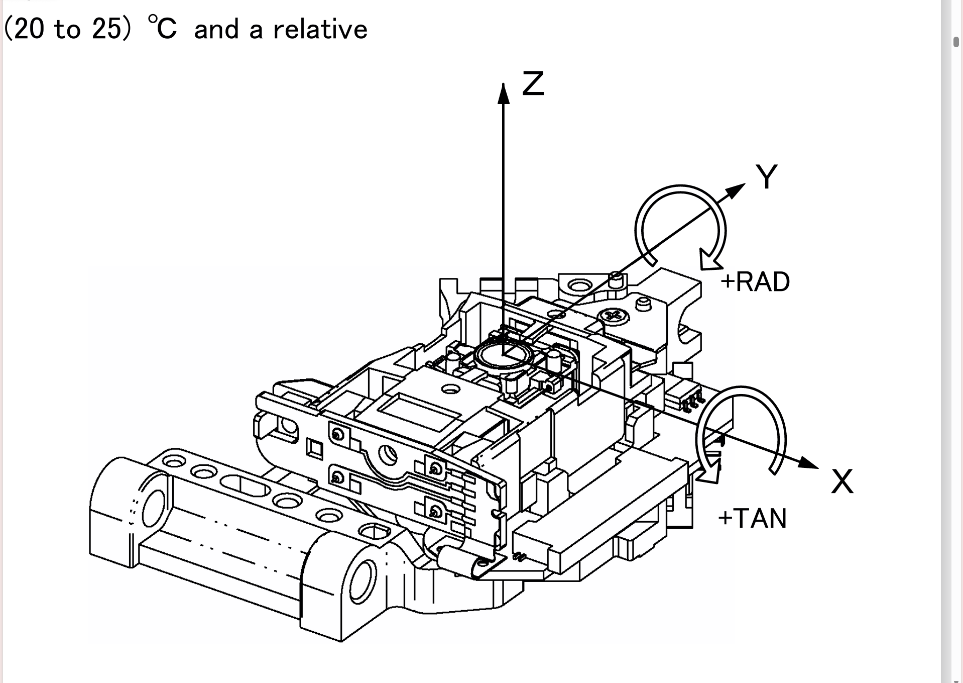 (20 to 25) ℃ and a relative
Z
Y
+RAD
X
+TAN